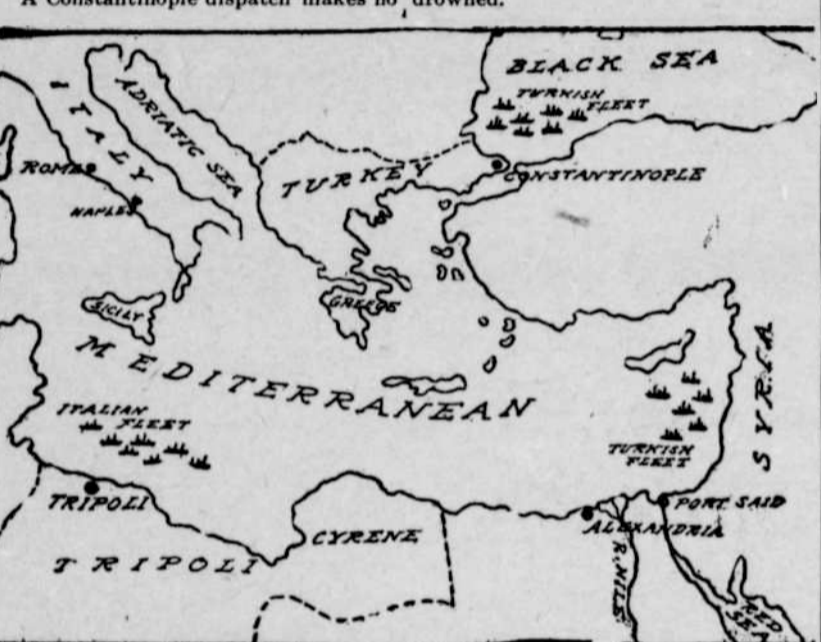 A Constantinople dispatch makes no drowned.
BLACK SEA
TURKISH
FLEET
ITALY
ADRIATIC SEA
ROME
NAPLES
TURKEY
CONSTANTINOPLE
SICILY
GREECE
MEDITERRANEAN
SYRIA
ITALIAN
FLEET
TURKISH
FLEET
TRIPOLI
PORT SAID
ALEXANDRIA
CYRENE
TRIPOLI
R. NILE
RED
SE